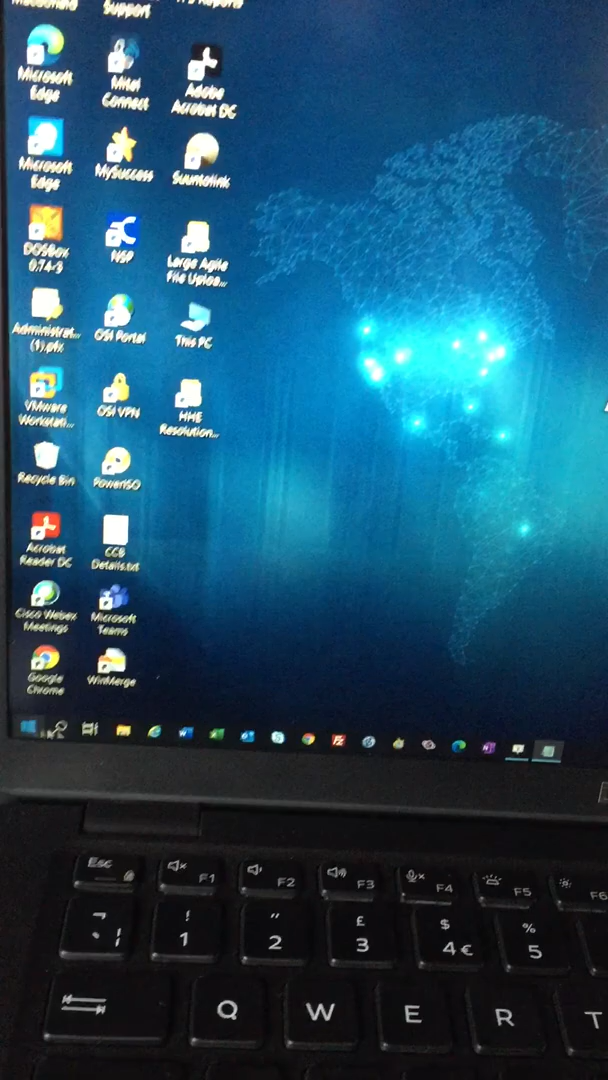 Support
Microsoft
Edge
Mitel
Connect
Adobe
Acrobat DC
Microsoft
Edge
MySuccess
Suuntolink
DOSBox
0.74-3
NSP
Large Agile
File Uploa...
Administrat...
(1).pfx
OSI Portal
This PC
VMware
Workstati...
OSI VPN
HHE
Resolution...
Recycle Bin
PowerISO
Acrobat
Reader DC
CCB
Details.txt
Cisco Webex
Meetings
Microsoft
Teams
Google
Chrome
WinMerge
Esc
F1
F2
F3
F4
F5
F6
¬ ` ¦
! 1
" 2
£ 3
$ 4 €
% 5
Q W E R T